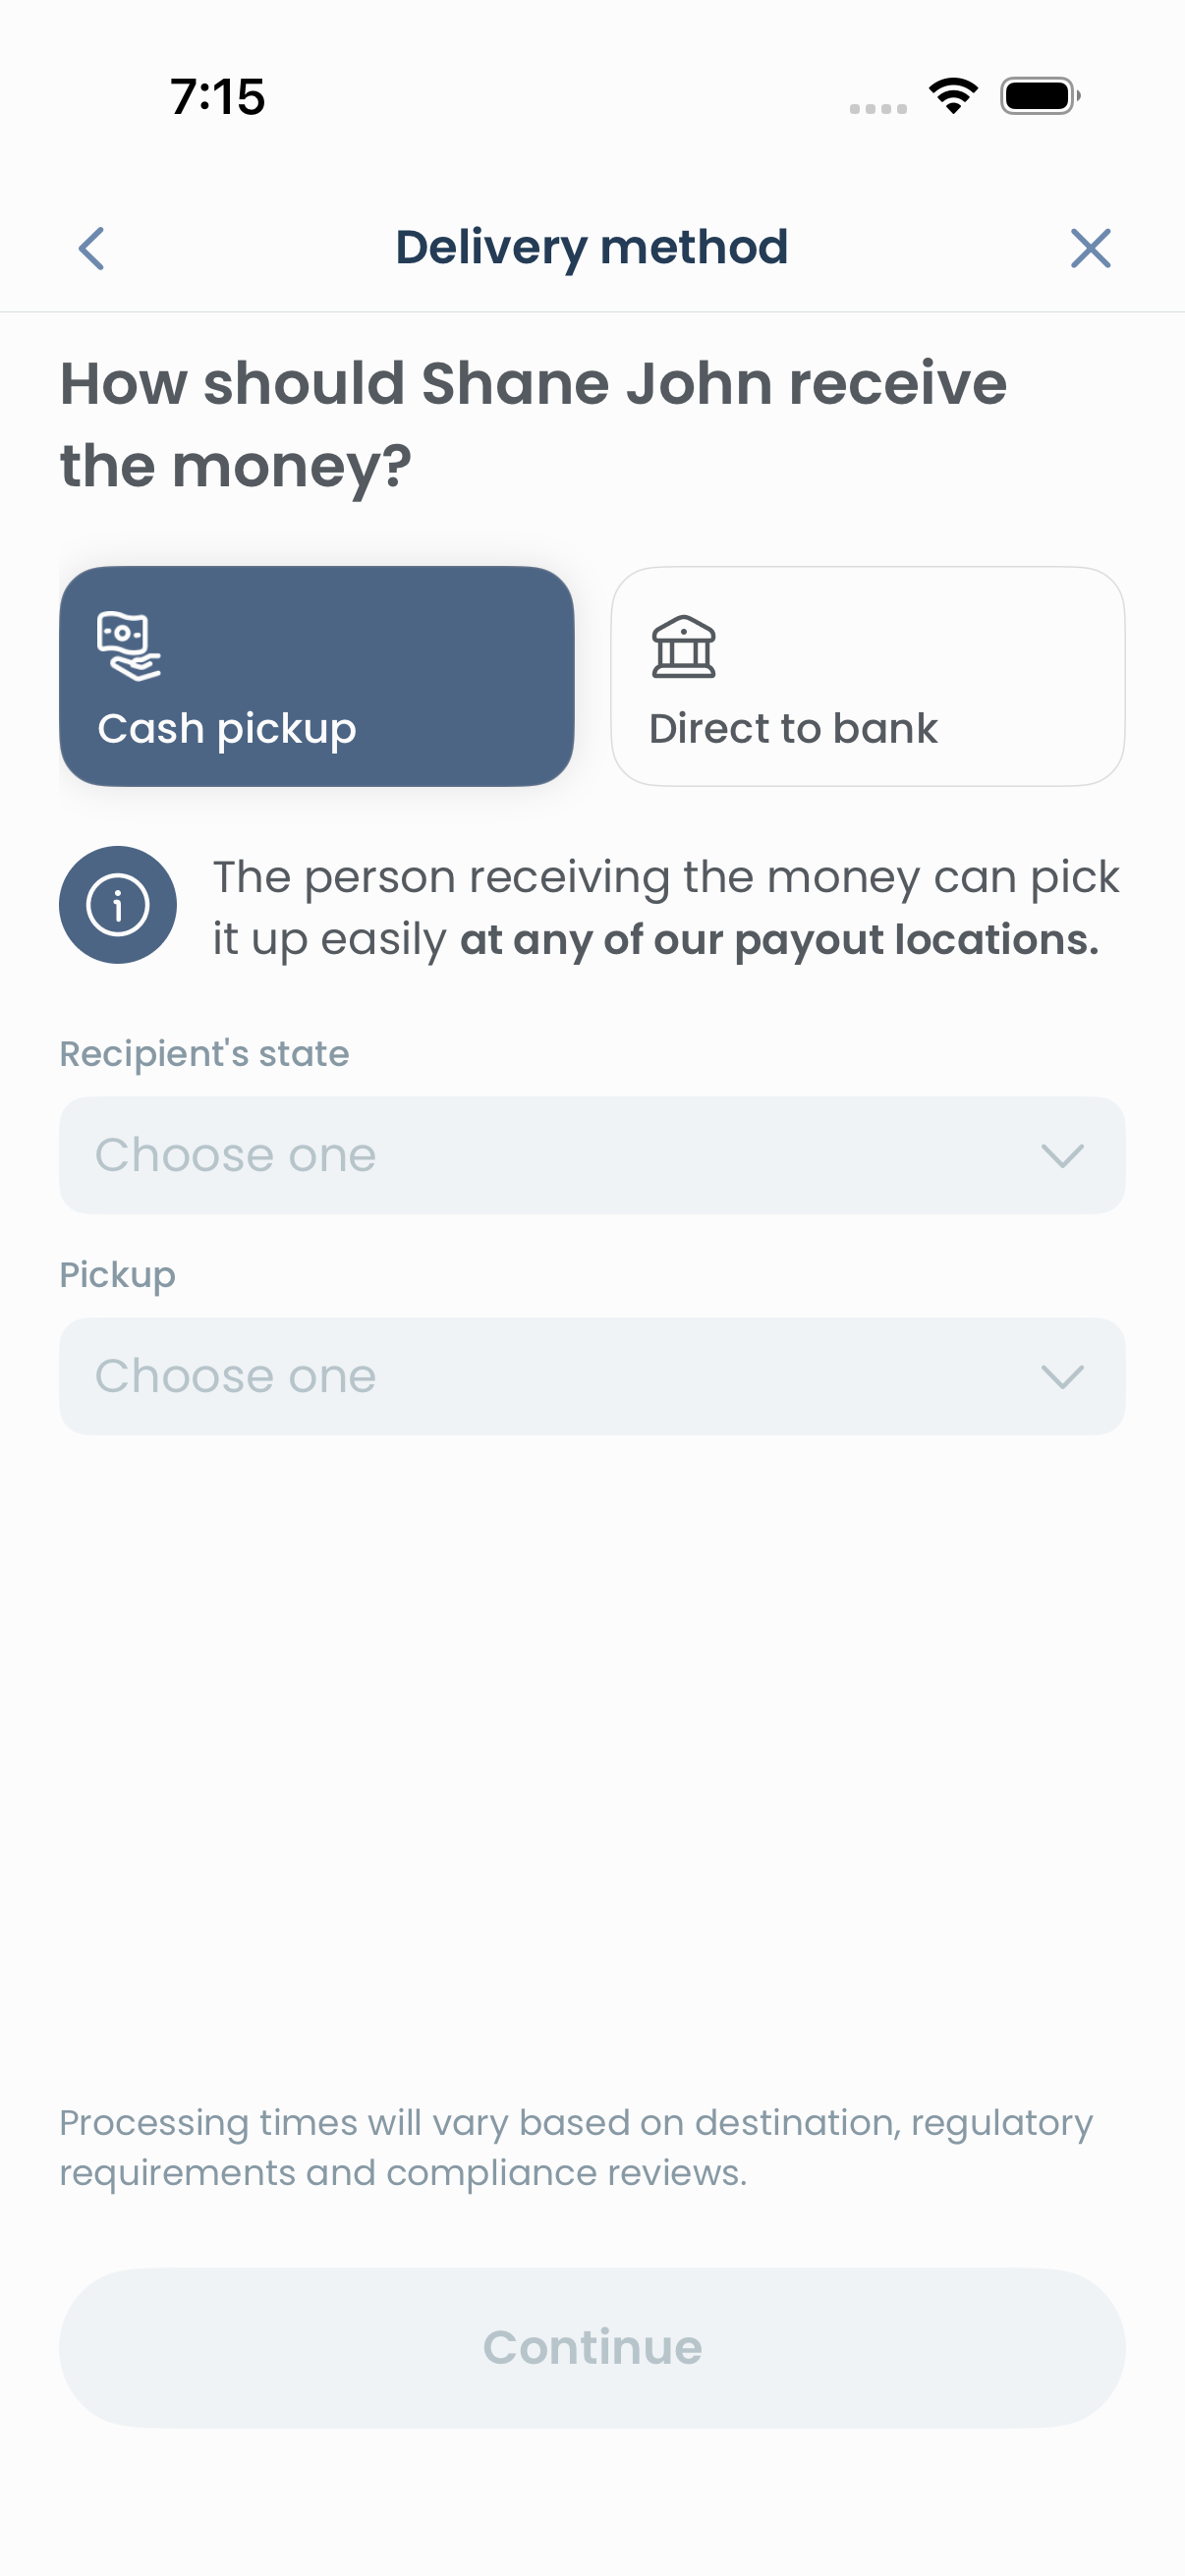 7:15
Delivery method
How should Shane John receive
the money?
Cash pickup
Direct to bank
The person receiving the money can pick
it up easily at any of our payout locations.
Recipient's state
Choose one
Pickup
Choose one
Processing times will vary based on destination, regulatory
requirements and compliance reviews.
Continue